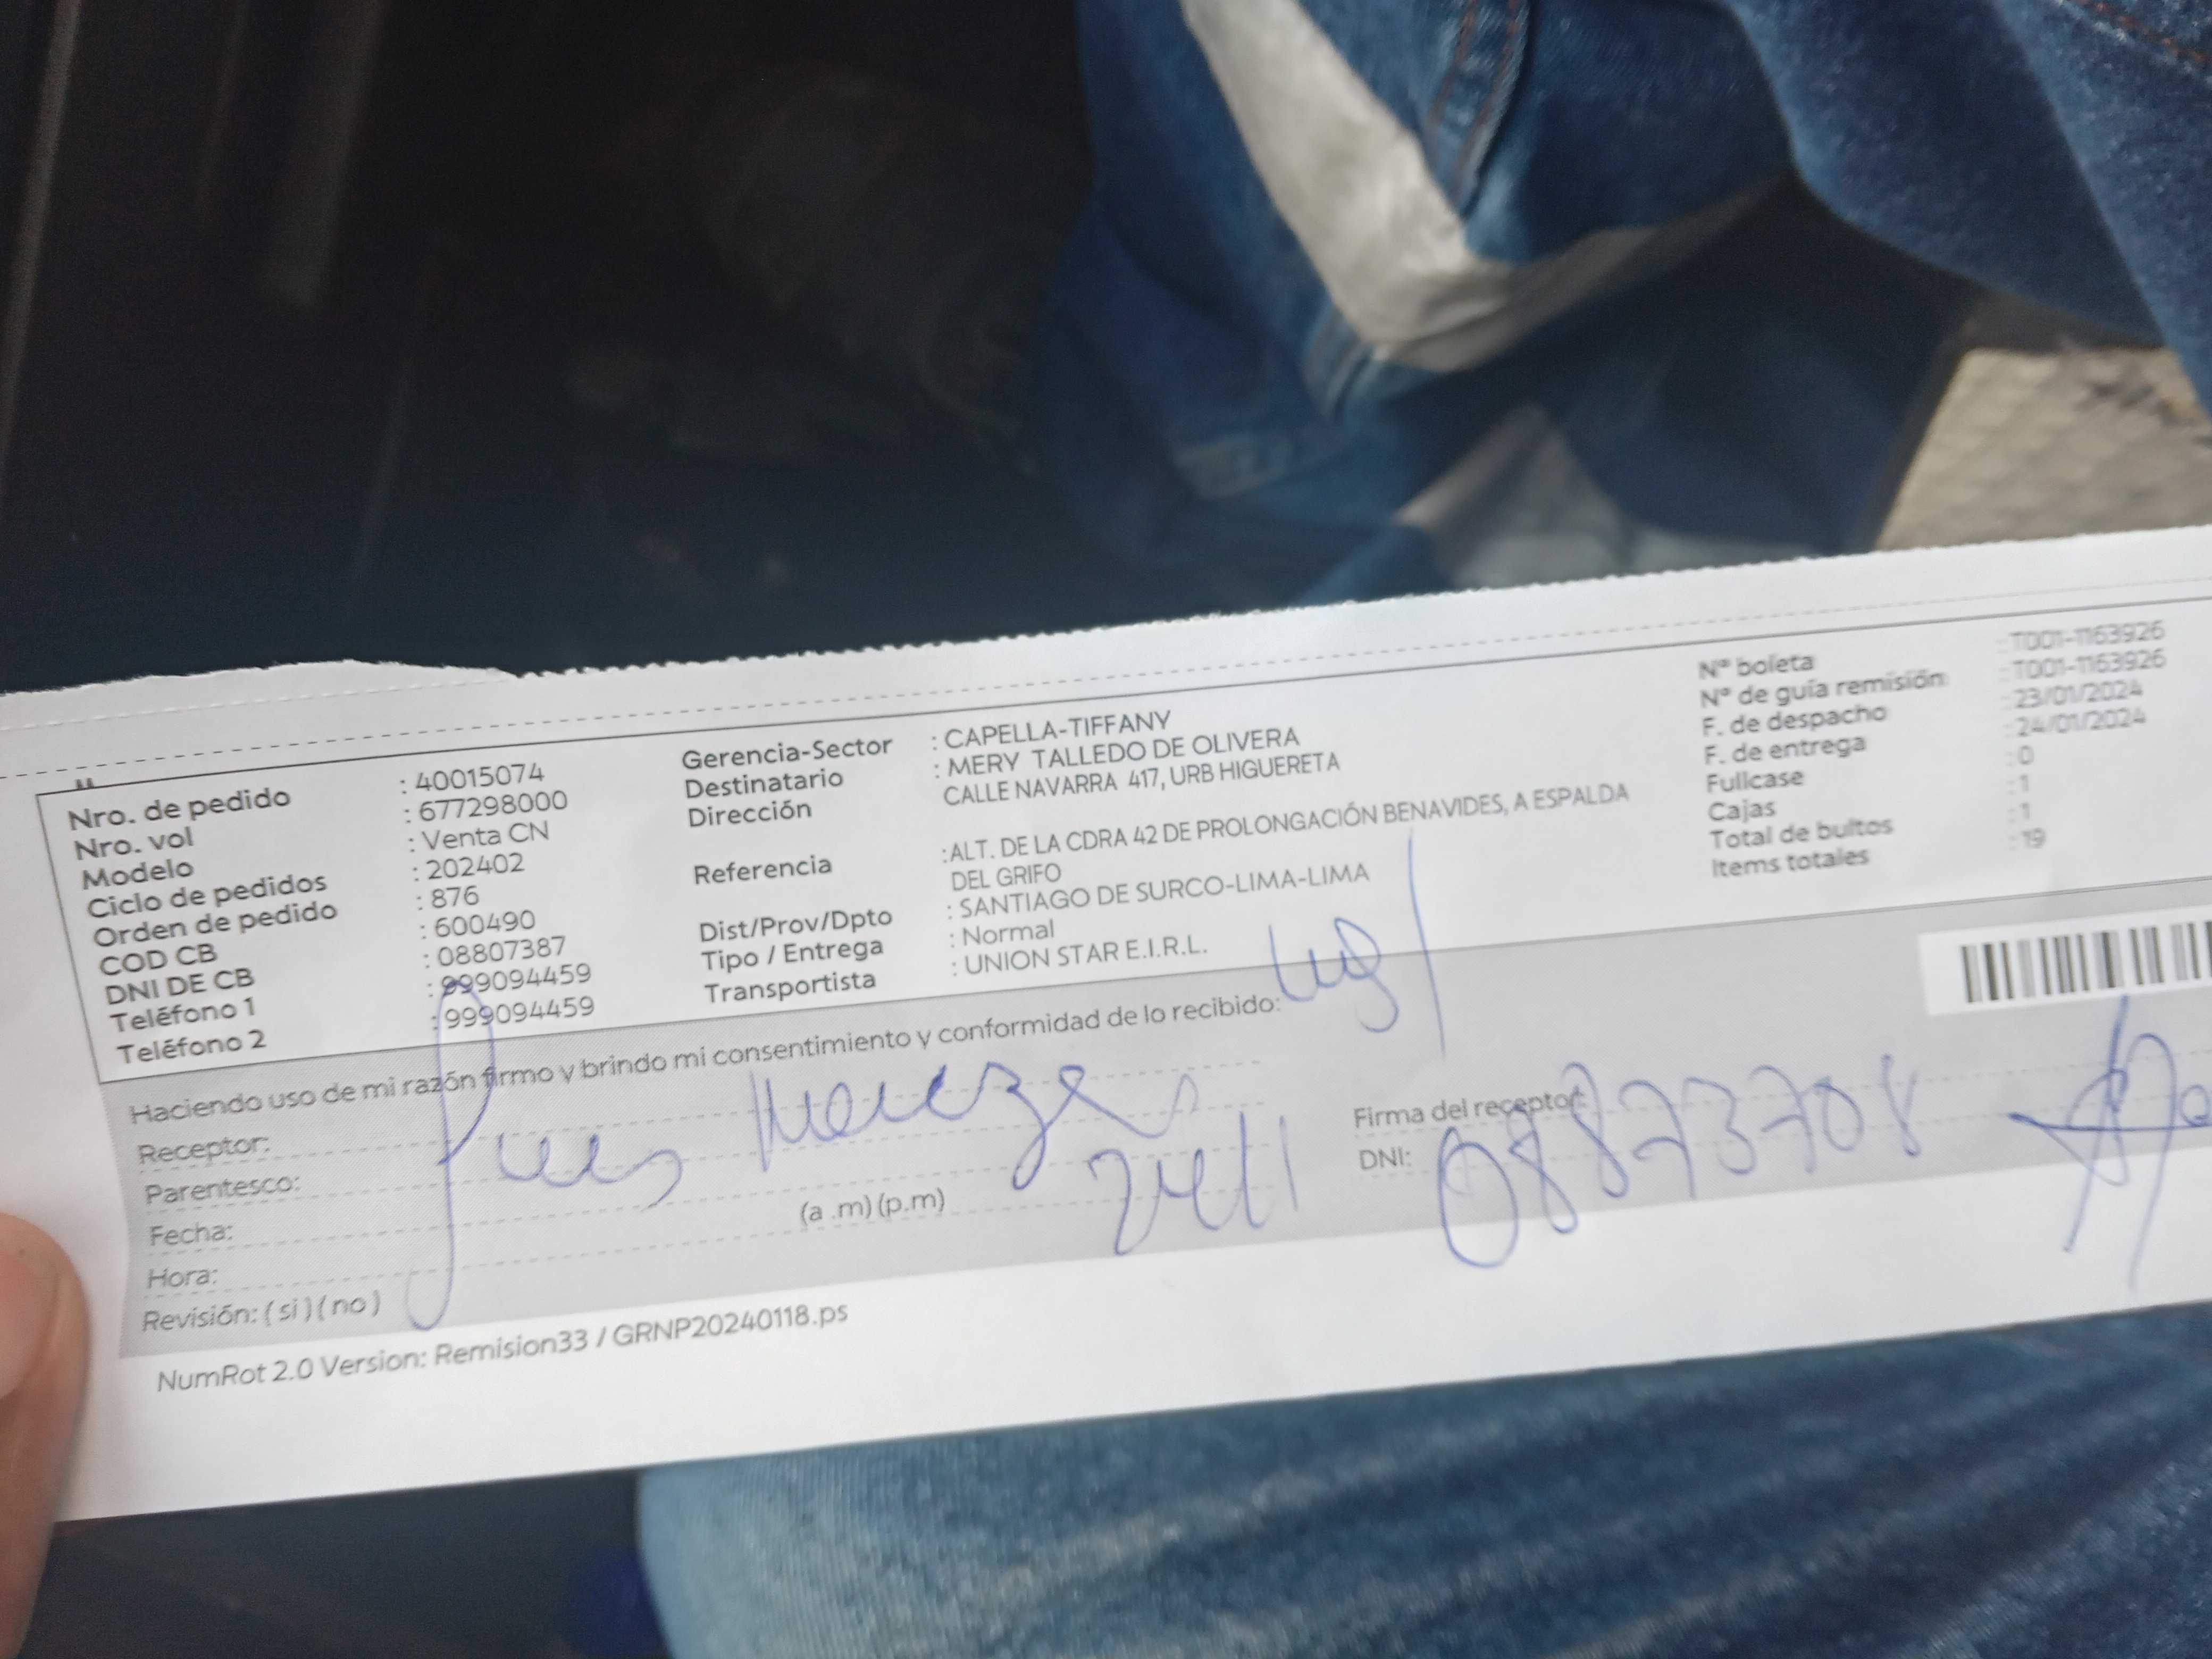 Nro. de pedido : 40015074
Nro. vol : 677298000
Modelo : Venta CN
Ciclo de pedidos : 202402
Orden de pedido : 876
COD CB : 600490
DNI DE CB : 08807387
Teléfono 1 : 999094459
Teléfono 2 : 999094459
Gerencia-Sector : CAPELLA-TIFFANY
Destinatario : MERY TALLEDO DE OLIVERA
Dirección CALLE NAVARRA 417, URB HIGUERETA
Referencia :ALT. DE LA CDRA 42 DE PROLONGACIÓN BENAVIDES, A ESPALDA
DEL GRIFO
Dist/Prov/Dpto : SANTIAGO DE SURCO-LIMA-LIMA
Tipo / Entrega : Normal
Transportista : UNION STAR E.I.R.L.
Nº boleta : T001-1163926
Nº de guía remisión : T001-1163926
F. de despacho : 23/01/2024
F. de entrega : 24/01/2024
Fullcase : 0
Cajas : 1
Total de bultos : 1
Items totales : 19
Haciendo uso de mi razón firmo y brindo mi consentimiento y conformidad de lo recibido:
Receptor:
Parentesco:
Fecha:
Hora: (a .m) (p.m)
Revisión: ( si ) ( no )
Firma del receptor:
DNI: 08873708
NumRot 2.0 Version: Remision33 / GRNP20240118.ps